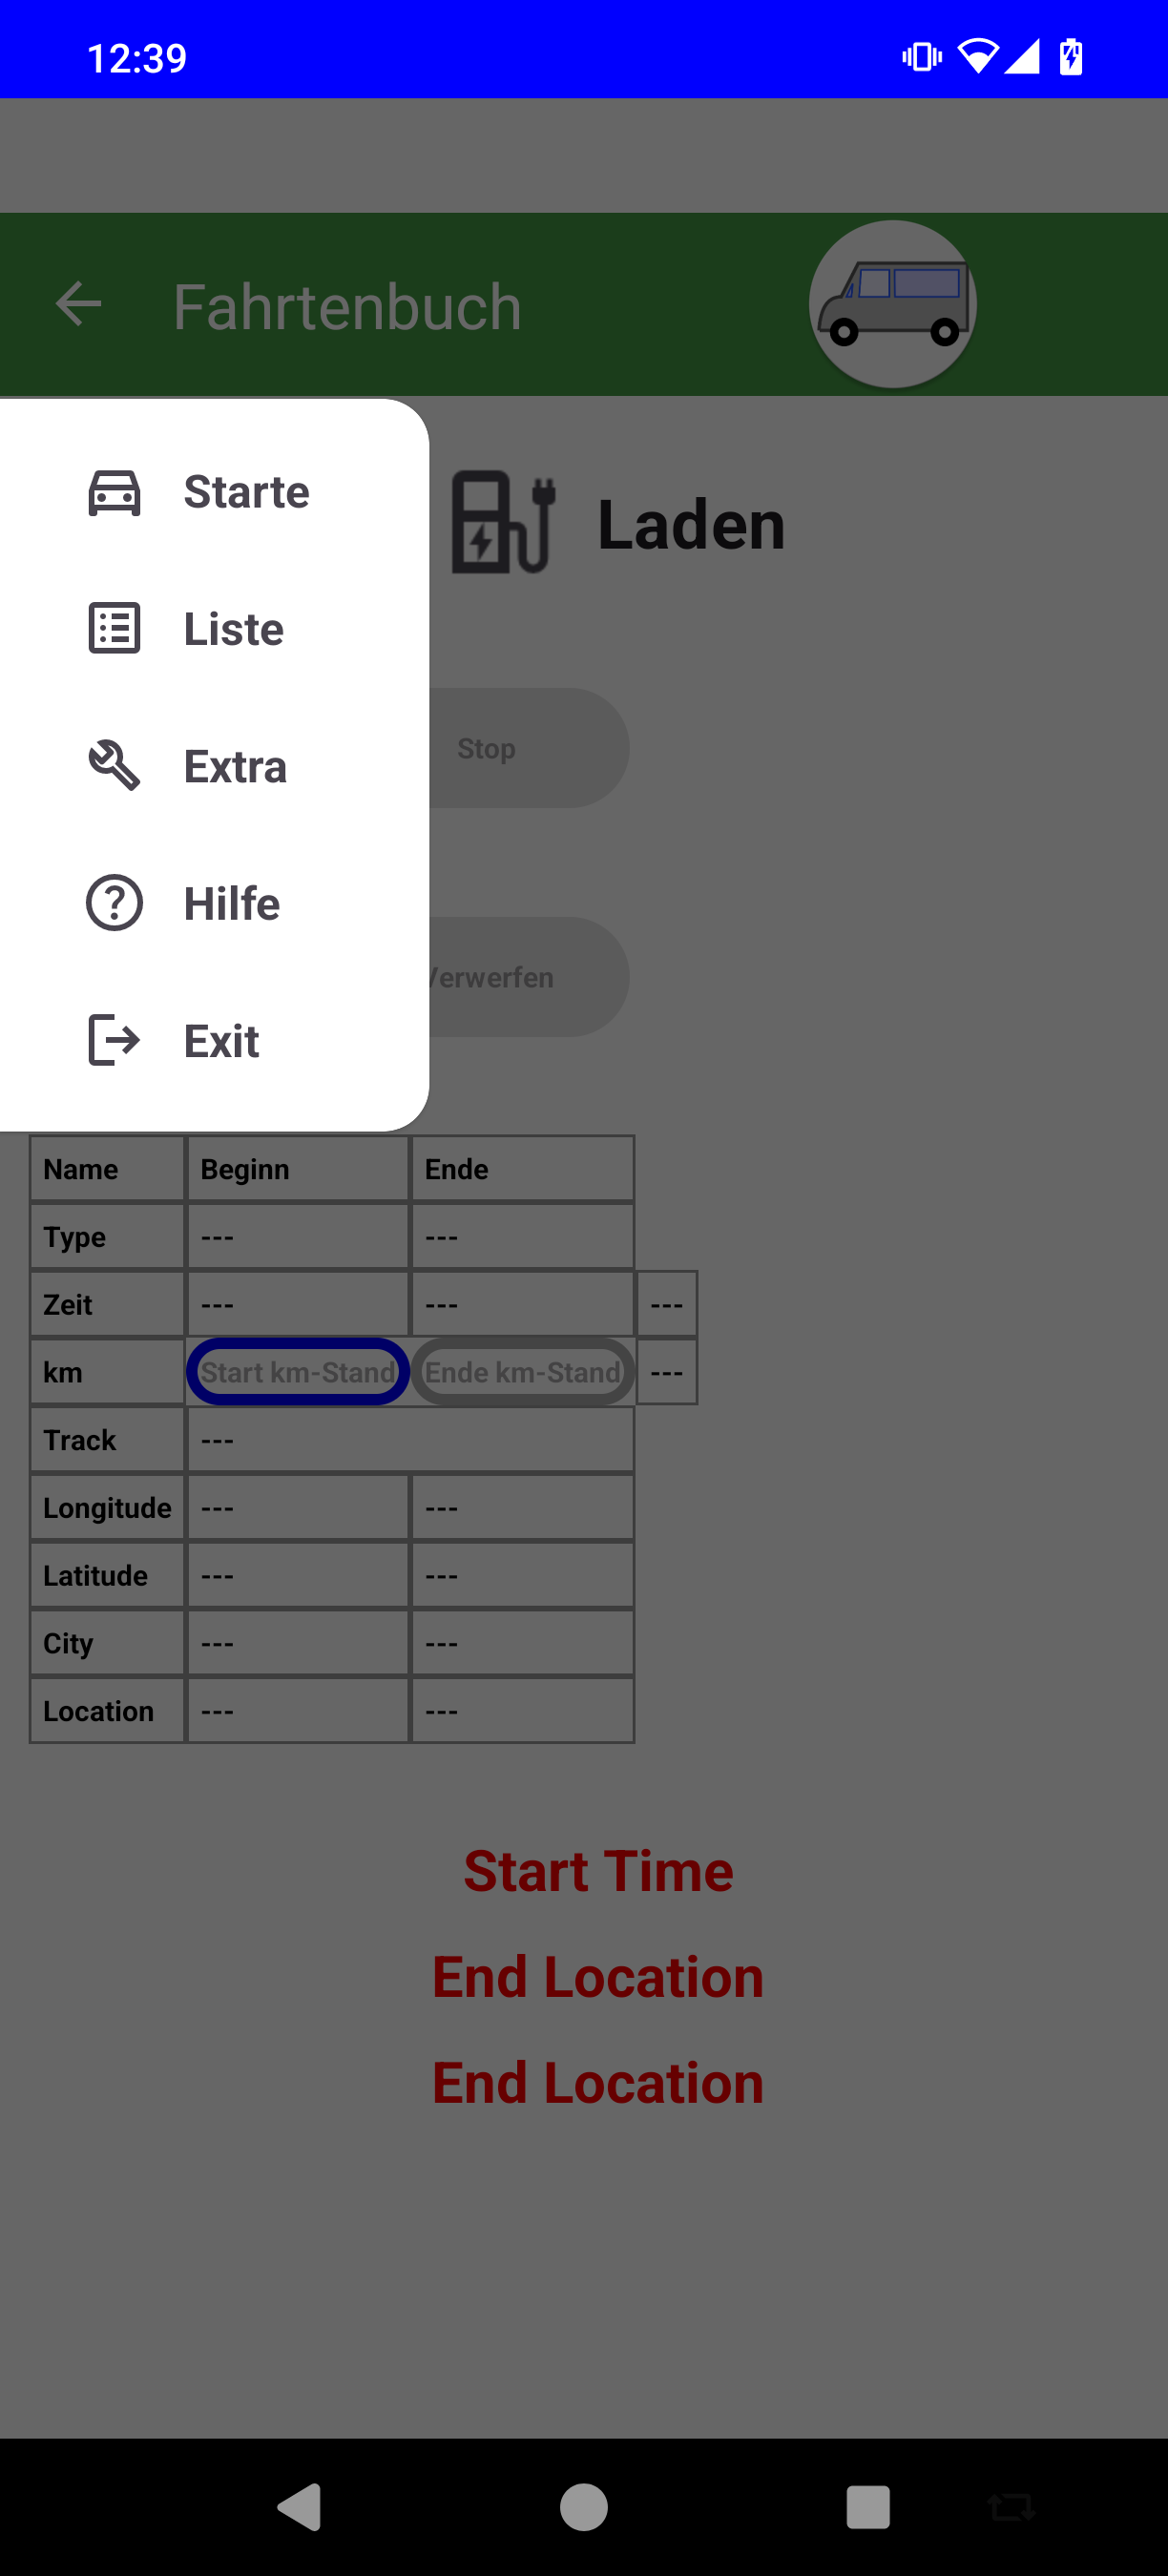 12:39
Fahrtenbuch
Starte
Laden
Liste
Stop
Extra
Hilfe
Verwerfen
Exit
Name Beginn Ende
Type --- ---
Zeit --- --- ---
km Start km-Stand Ende km-Stand ---
Track ---
Longitude --- ---
Latitude --- ---
City --- ---
Location --- ---
Start Time
End Location
End Location